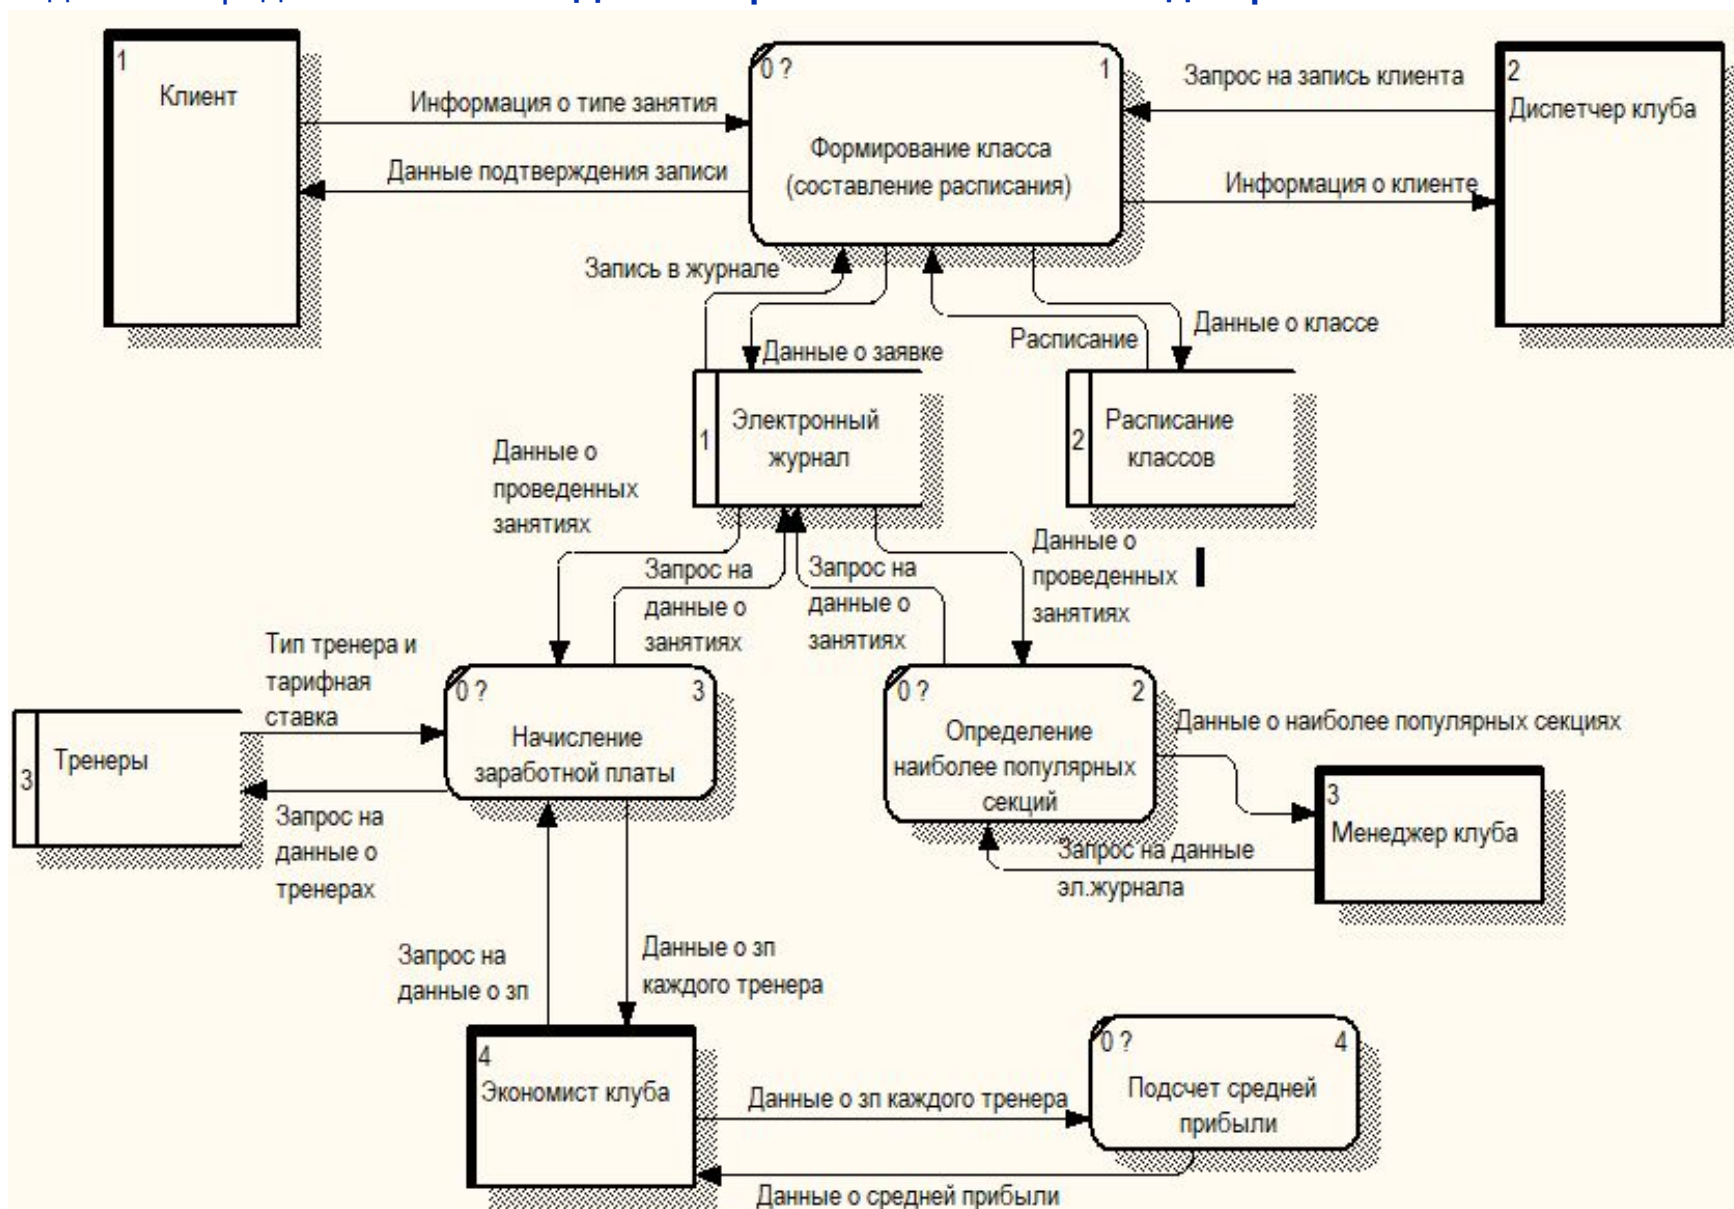 1
Клиент
Информация о типе занятия
Данные подтверждения записи
0 ?
1
Формирование класса
(составление расписания)
Запрос на запись клиента
Информация о клиенте
2
Диспетчер клуба
Запись в журнале
Данные о заявке
Расписание
Данные о классе
1
Электронный
журнал
2
Расписание
классов
Данные о
проведенных
занятиях
Запрос на
данные о
занятиях
Запрос на
данные о
занятиях
Данные о
проведенных
занятиях
Тип тренера и
тарифная
ставка
3
Тренеры
Запрос на
данные о
тренерах
0 ?
3
Начисление
заработной платы
0 ?
2
Определение
наиболее популярных
секций
Данные о наиболее популярных секциях
3
Менеджер клуба
Запрос на данные
эл.журнала
Запрос на
данные о зп
Данные о зп
каждого тренера
4
Экономист клуба
Данные о зп каждого тренера
Данные о средней прибыли
0 ?
4
Подсчет средней
прибыли